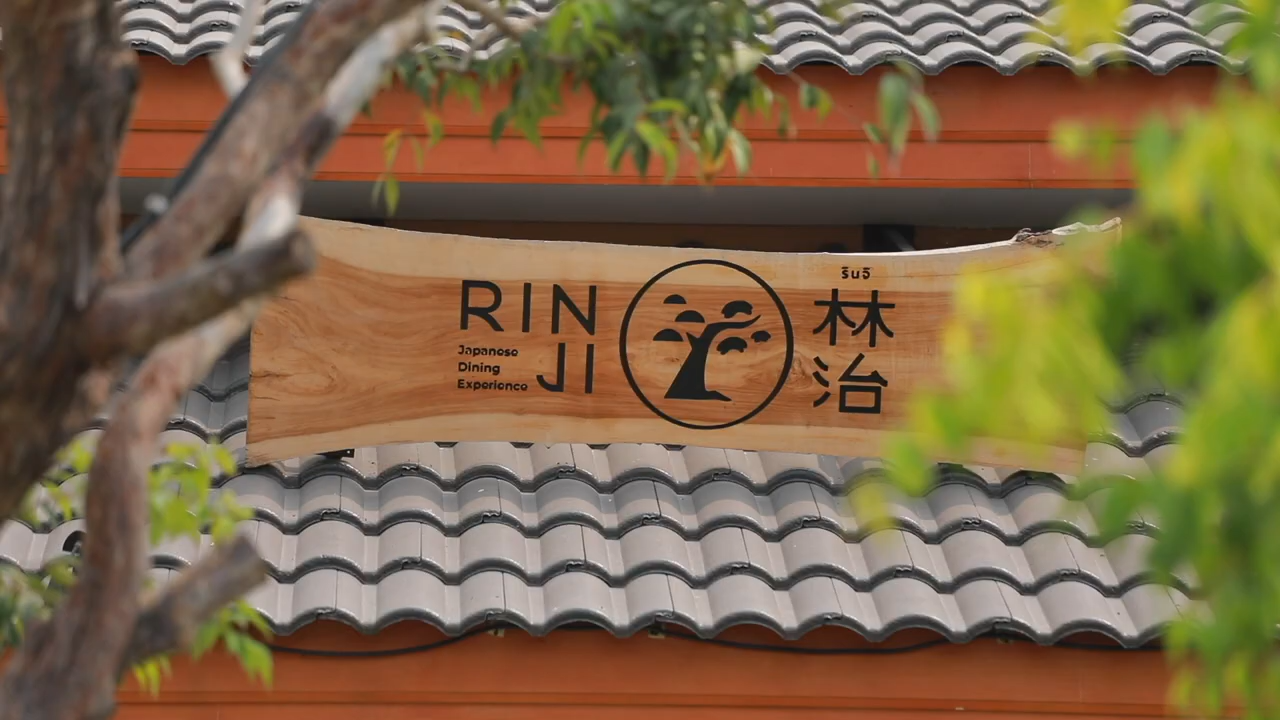 RIN
JI
Japanese
Dining
Experience
รินจิ
林
治